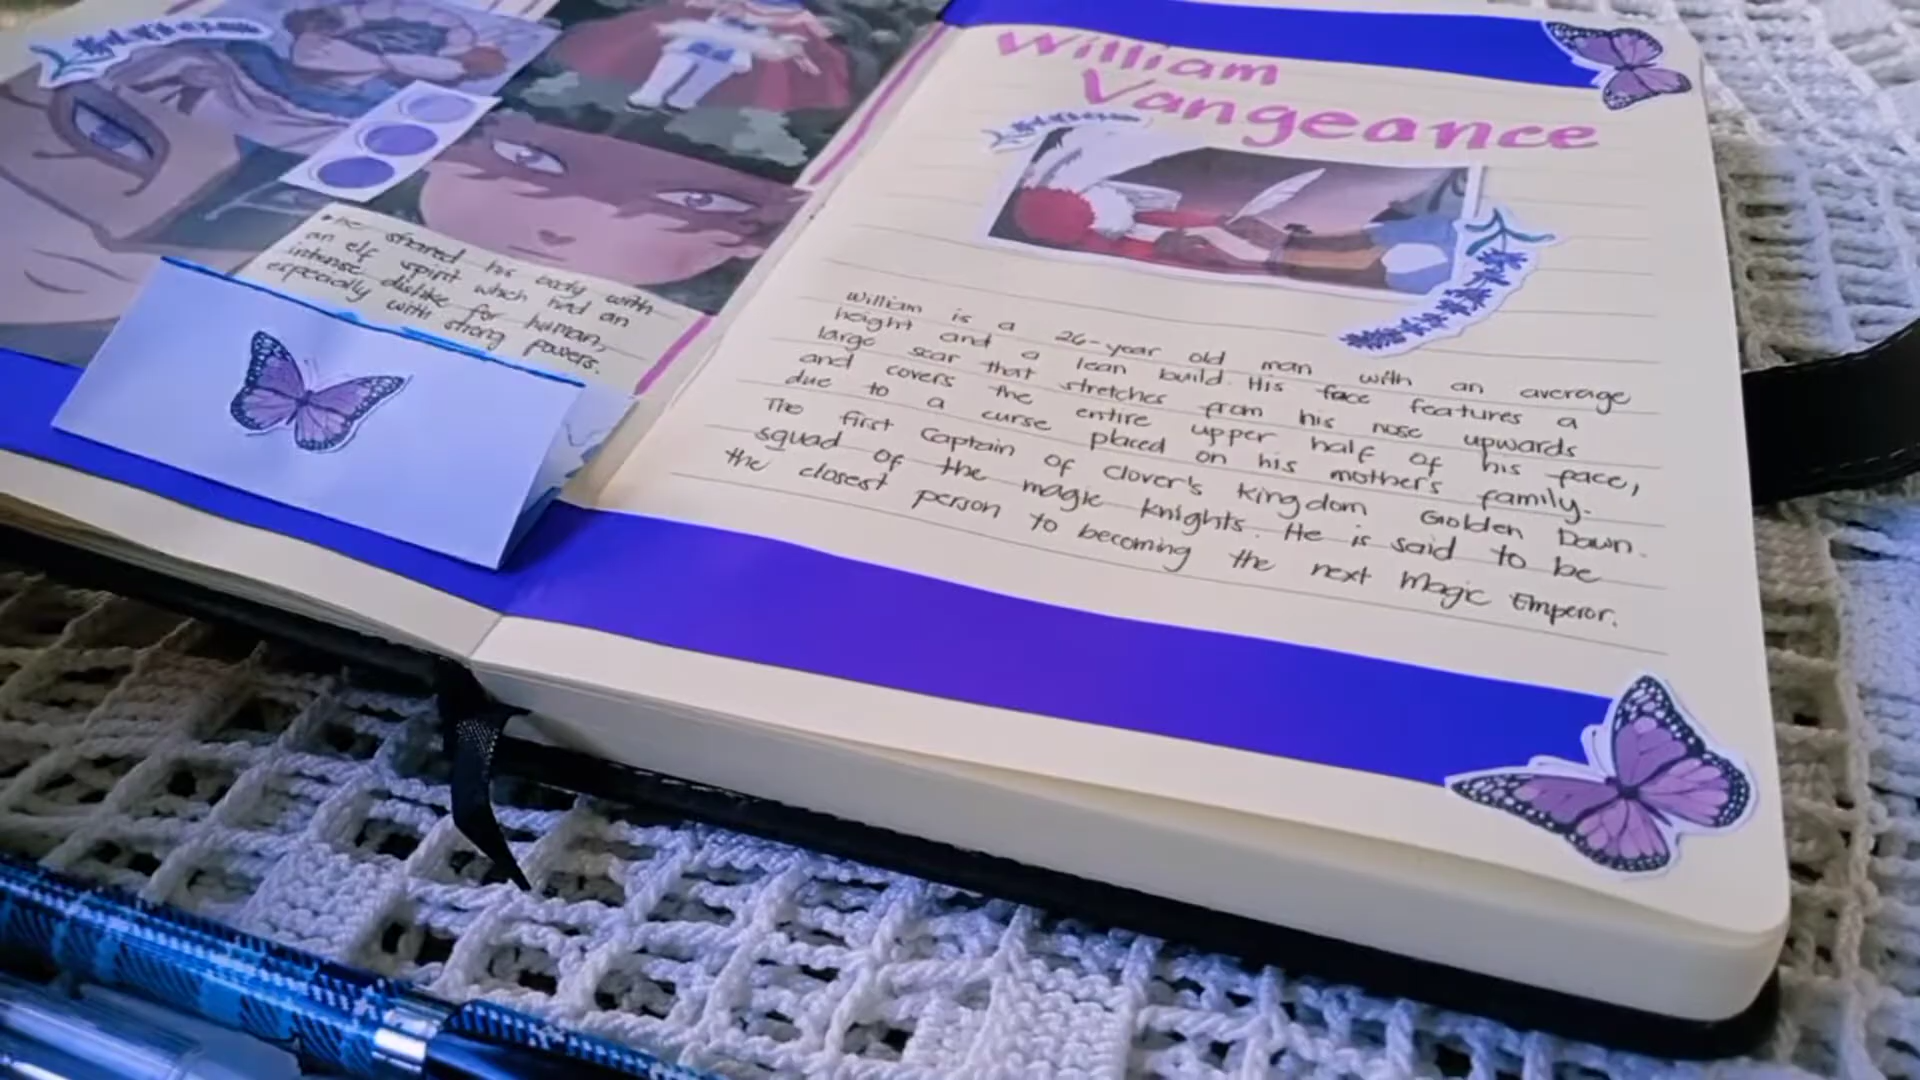 • He shared his body with
an elf spirit which had an
intense dislike for human,
especially with strong powers.
William
Vangeance
William is a 26-year old man with an average
height and a lean build. His face features a
large scar that stretches from his nose upwards
and covers the entire upper half of his face,
due to a curse placed on his mother's family.
The first Captain of Clover's kingdom Golden Dawn
squad of the magic knights. He is said to be
the closest person to becoming the next Magic Emperor.